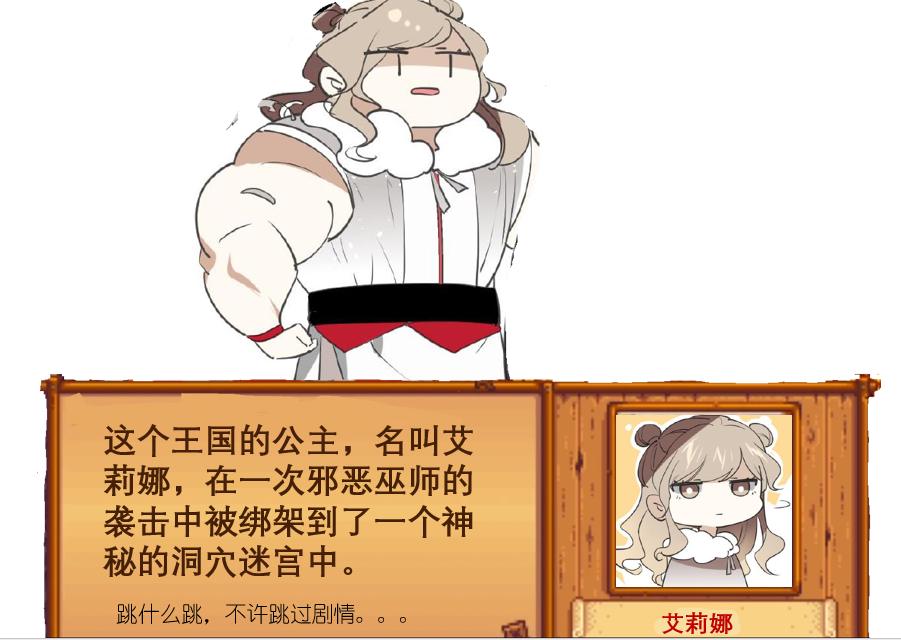 这个王国的公主，名叫艾
莉娜，在一次邪恶巫师的
袭击中被绑架到了一个神
秘的洞穴迷宫中。
跳什么跳，不许跳过剧情。。。
艾莉娜